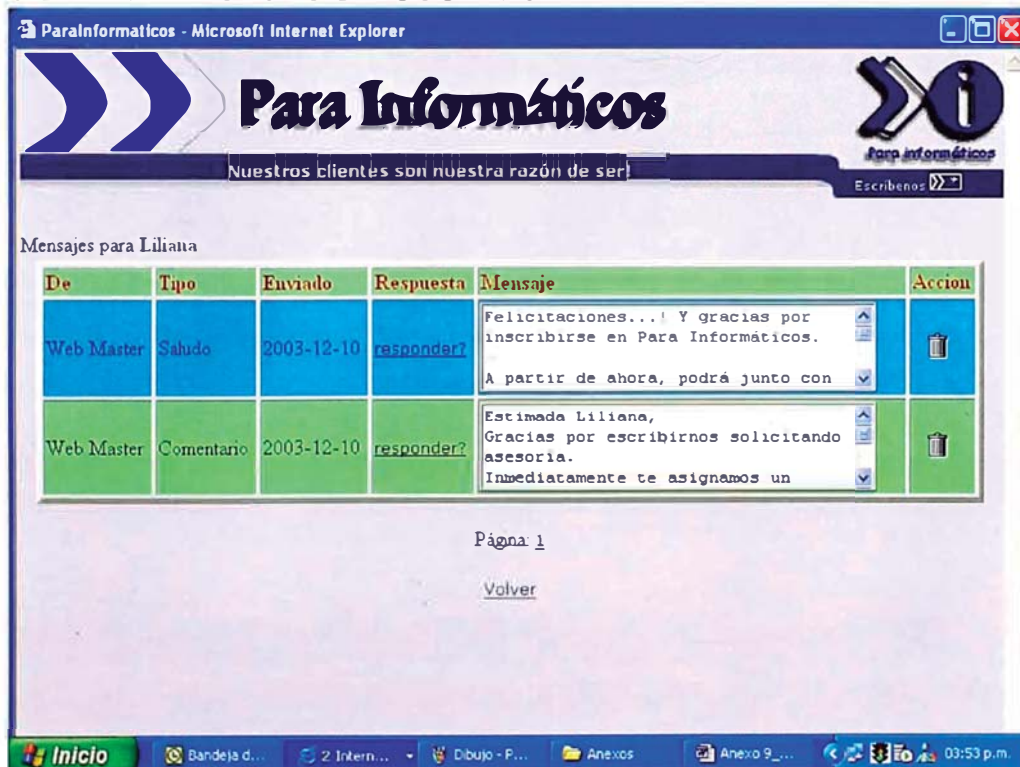 ParaInformaticos - Microsoft Internet Explorer
Para Informáticos
Para informáticos
Nuestros clientes son nuestra razón de ser!
Escribenos
Mensajes para Liliana
De Tipo Enviado Respuesta Mensaje Accion
Web Master Saludo 2003-12-10 responder?
Felicitaciones...! Y gracias por
inscribirse en Para Informáticos.
A partir de ahora, podrá junto con
Web Master Comentario 2003-12-10 responder?
Estimada Liliana,
Gracias por escribirnos solicitando
asesoria.
Inmediatamente te asignamos un
Página: 1
Volver
Inicio Bandeja d... 2 Intern... Dibujo - P... Anexos Anexo 9_... 03:53 p.m.